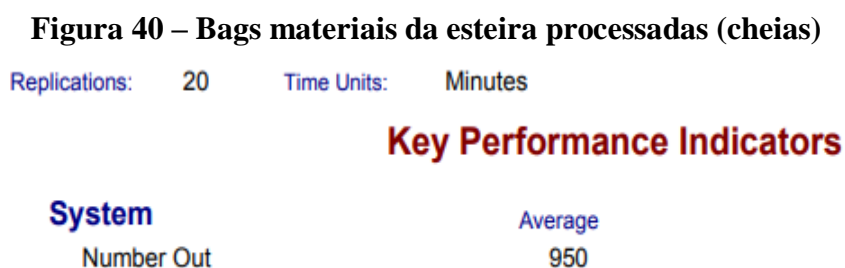 Figura 40 – Bags materiais da esteira processadas (cheias)
Replications: 20 Time Units: Minutes
Key Performance Indicators
System Average
Number Out 950